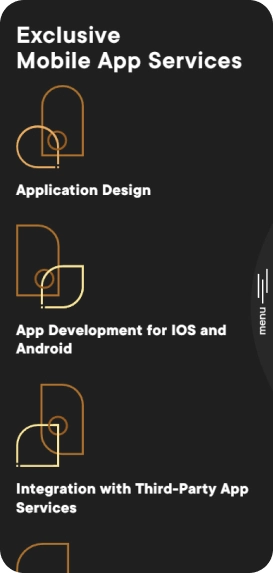 Exclusive
Mobile App Services
Application Design
App Development for IOS and
Android
menu
Integration with Third-Party App
Services